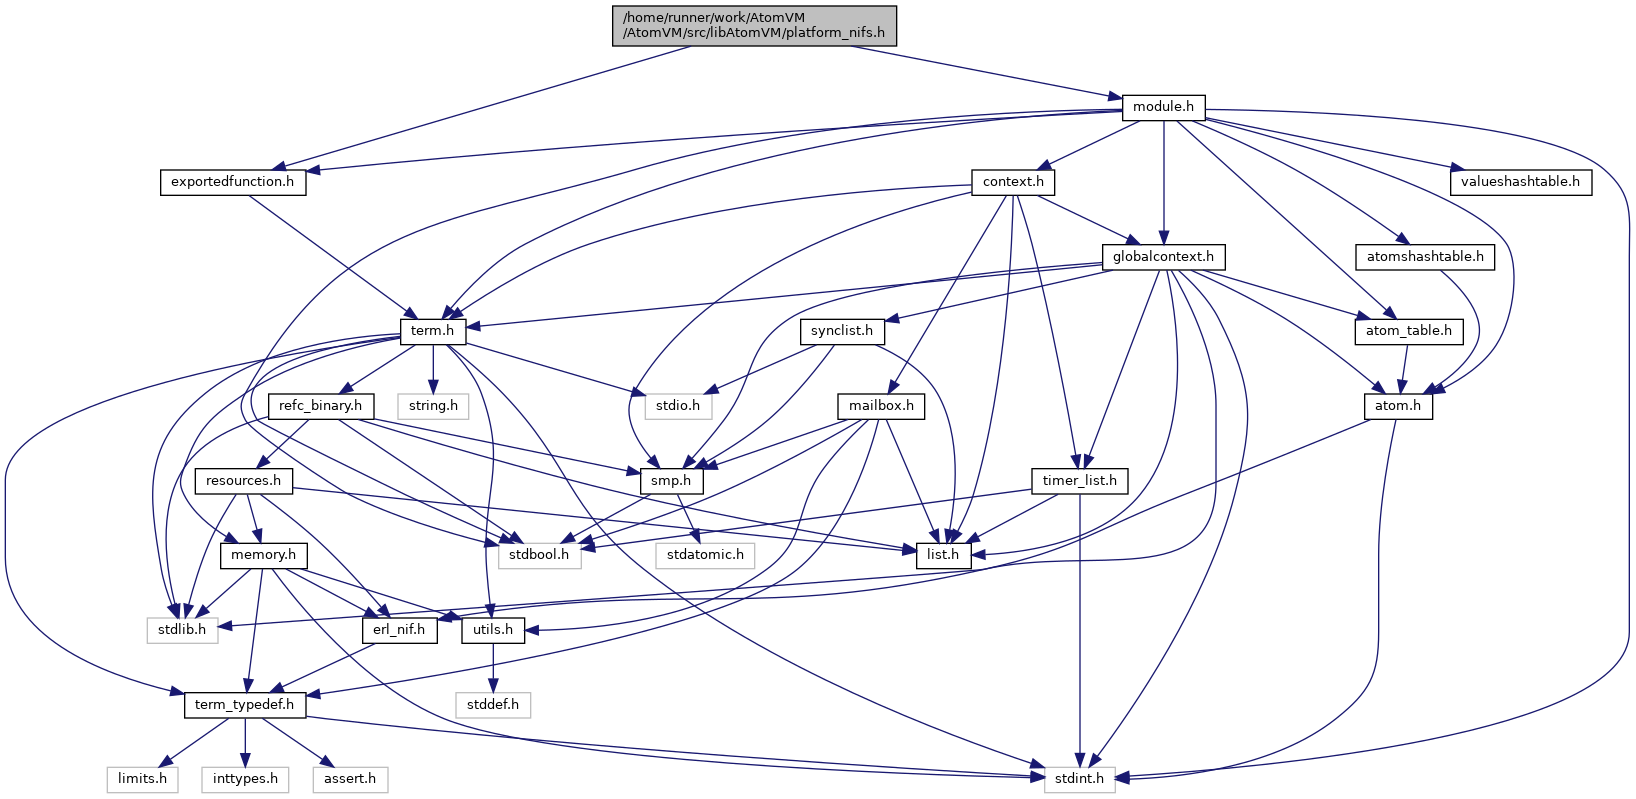 /home/runner/work/AtomVM
/AtomVM/src/libAtomVM/platform_nifs.h
module.h
exportedfunction.h
context.h
valueshashtable.h
globalcontext.h
atomshashtable.h
term.h
synclist.h
atom_table.h
refc_binary.h
string.h
stdio.h
mailbox.h
atom.h
resources.h
smp.h
timer_list.h
memory.h
stdbool.h
stdatomic.h
list.h
stdlib.h
erl_nif.h
utils.h
term_typedef.h
stddef.h
limits.h
inttypes.h
assert.h
stdint.h